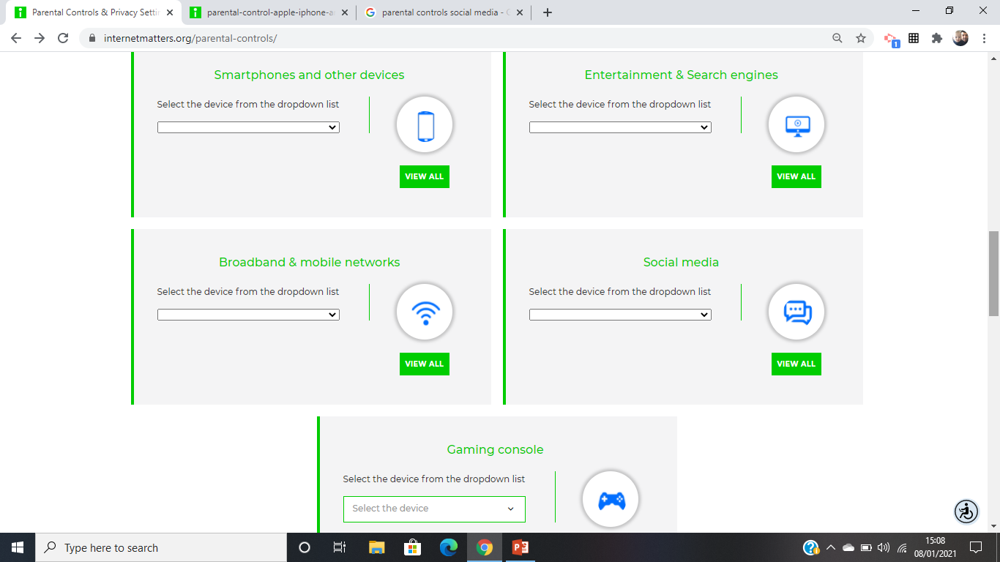 Parental Controls & Privacy Setti
parental-control-apple-iphone-a
parental controls social media - G
internetmatters.org/parental-controls/
1
Smartphones and other devices
Select the device from the dropdown list
VIEW ALL
Entertainment & Search engines
Select the device from the dropdown list
VIEW ALL
Broadband & mobile networks
Select the device from the dropdown list
VIEW ALL
Social media
Select the device from the dropdown list
VIEW ALL
Gaming console
Select the device from the dropdown list
Select the device
Type here to search
15:08
08/01/2021